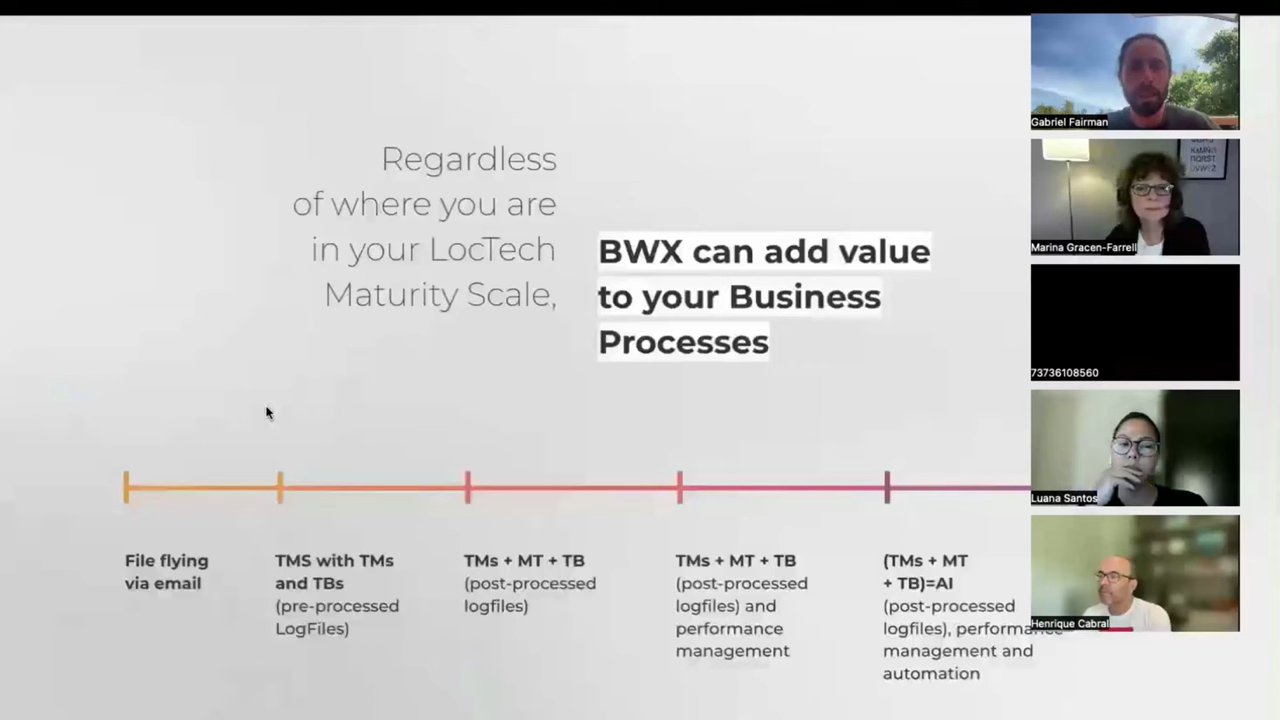 Regardless
of where you are
in your LocTech
Maturity Scale,
BWX can add value
to your Business
Processes
File flying
via email
TMS with TMs
and TBs
(pre-processed
LogFiles)
TMs + MT + TB
(post-processed
logfiles)
TMs + MT + TB
(post-processed
logfiles) and
performance
management
(TMs + MT
+ TB)=AI
(post-processed
logfiles), performance
management and
automation
Gabriel Fairman
Marina Gracen-Farrell
73736108560
Luana Santos
Henrique Cabral